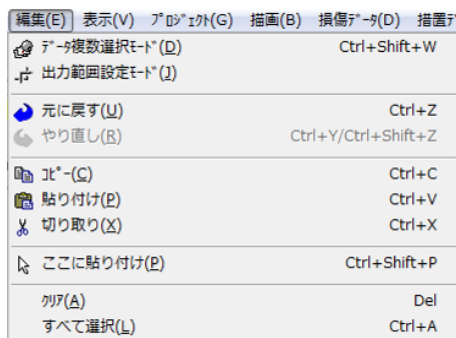 編集(E) 表示(V) ﾌﾟﾛｼﾞｪｸﾄ(G) 描画(B) 損傷ﾃﾞｰﾀ(D)
ﾃﾞｰﾀ複数選択ﾓｰﾄﾞ(D) Ctrl+Shift+W
出力範囲設定ﾓｰﾄﾞ(J)
元に戻す(U) Ctrl+Z
やり直し(R) Ctrl+Y/Ctrl+Shift+Z
ｺﾋﾟｰ(C) Ctrl+C
貼り付け(P) Ctrl+V
切り取り(X) Ctrl+X
ここに貼り付け(P) Ctrl+Shift+P
ｸﾘｱ(A) Del
すべて選択(L) Ctrl+A